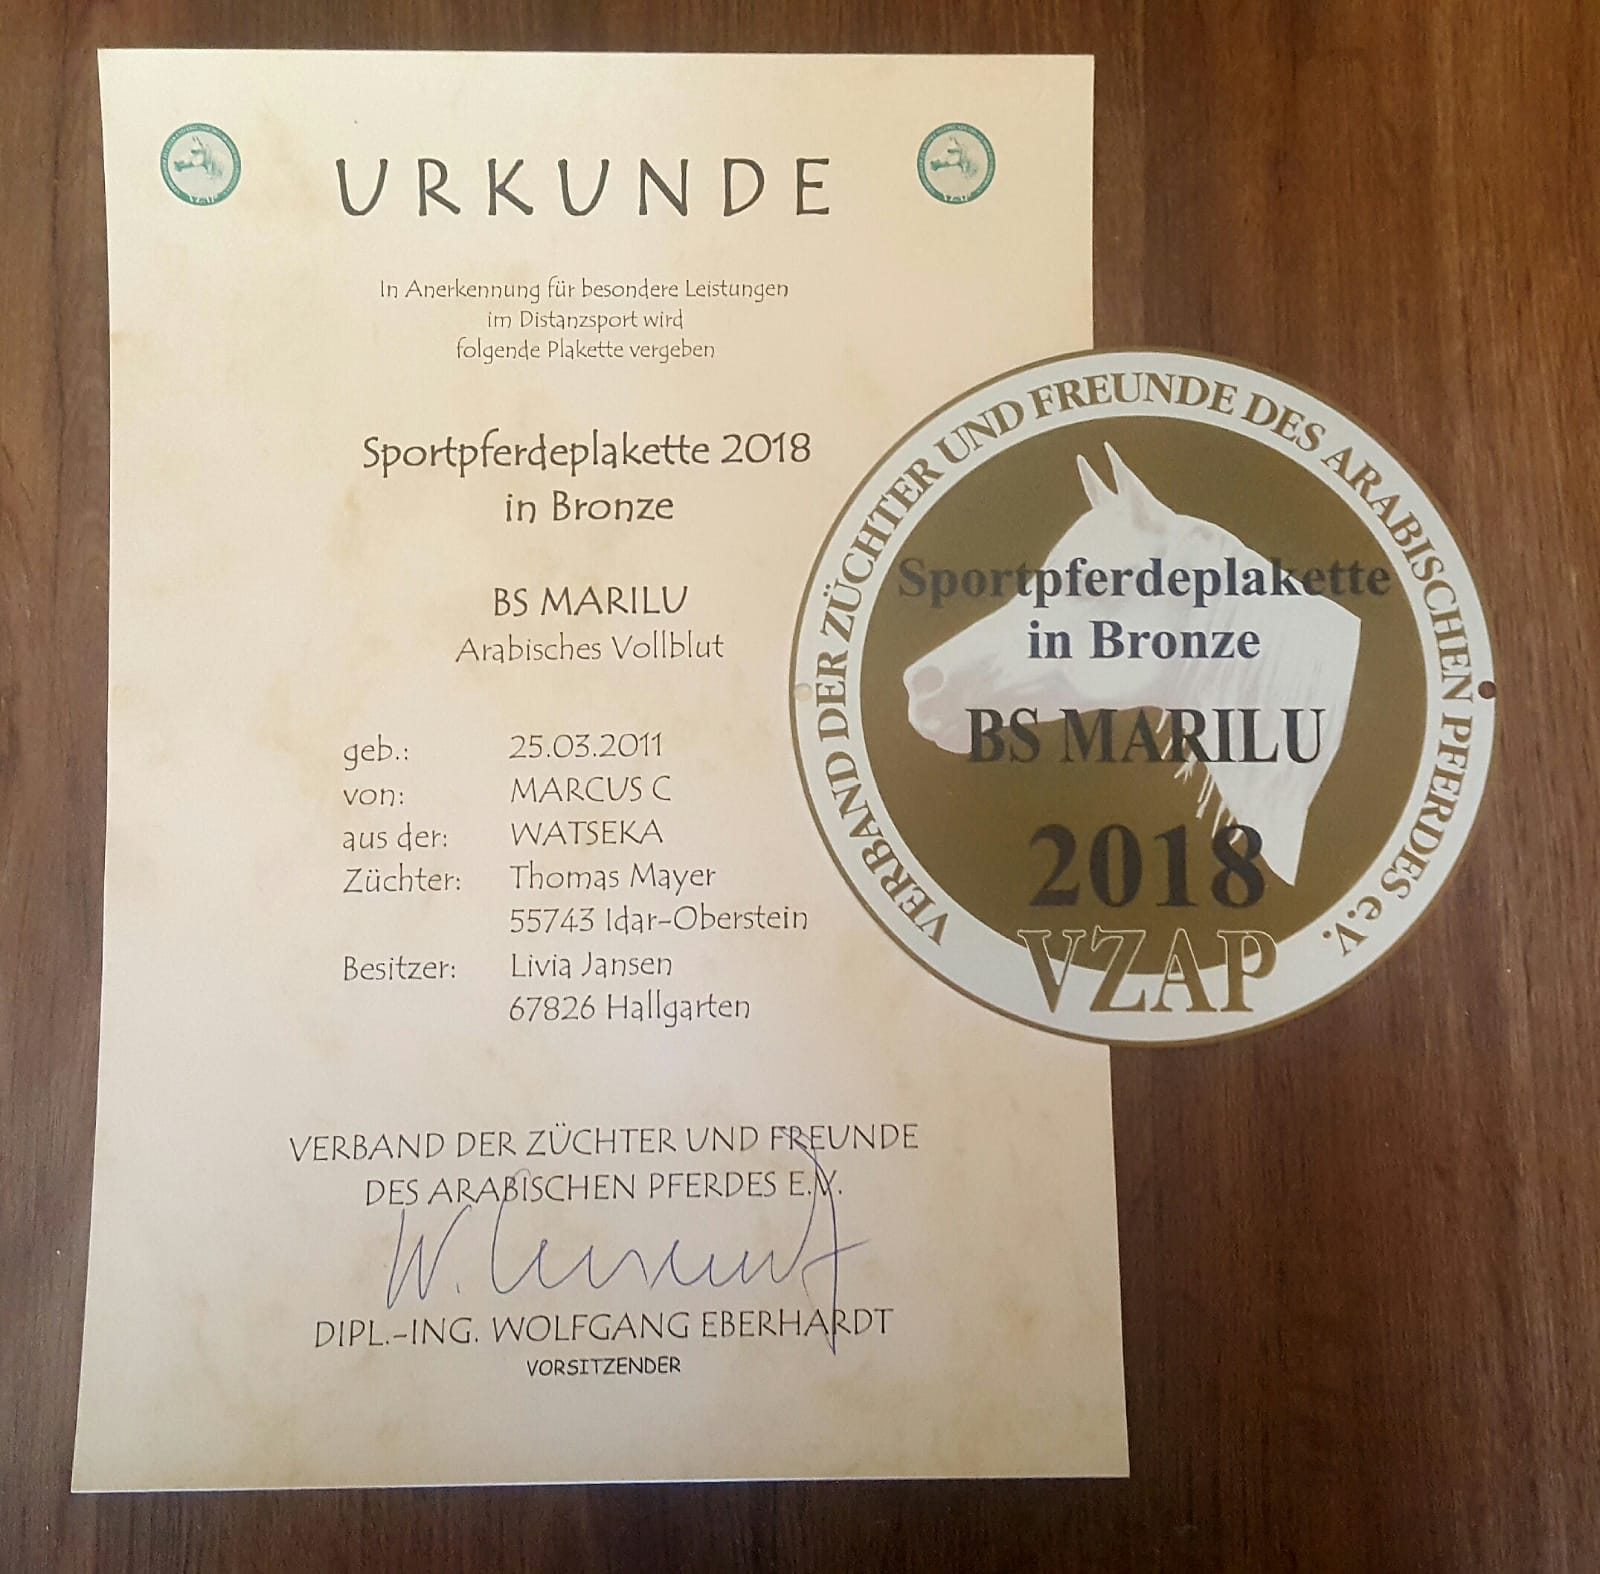 URKUNDE
In Anerkennung für besondere Leistungen
im Distanzsport wird
folgende Plakette vergeben
Sportpferdeplakette 2018
in Bronze
BS MARILU
Arabisches Vollblut
geb.: 25.03.2011
von: MARCUS C
aus der: WATSEKA
Züchter: Thomas Mayer
55743 Idar-Oberstein
Besitzer: Livia Jansen
67826 Hallgarten
VERBAND DER ZÜCHTER UND FREUNDE
DES ARABISCHEN PFERDES E.V.
DIPL.-ING. WOLFGANG EBERHARDT
VORSITZENDER
VERBAND DER ZÜCHTER UND FREUNDE DES ARABISCHEN PFERDES e.V.
Sportpferdeplakette
in Bronze
BS MARILU
2018
VZAP